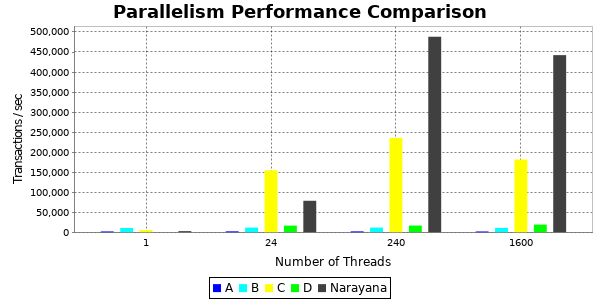 Parallelism Performance Comparison
500,000
450,000
400,000
350,000
300,000
250,000
200,000
150,000
100,000
50,000
0
Transactions / sec
1 24 240 1600
Number of Threads
A B C D Narayana